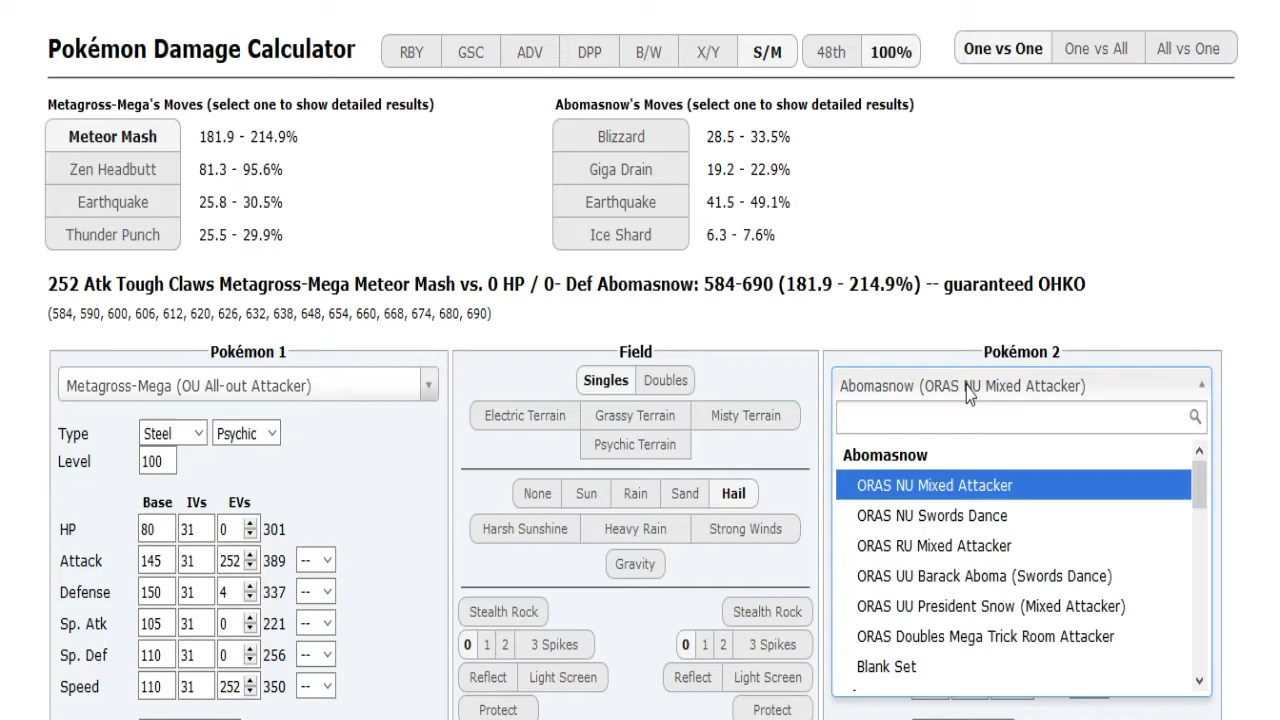 Pokémon Damage Calculator RBY GSC ADV DPP B/W X/Y S/M 48th 100% One vs One One vs All All vs One
Metagross-Mega's Moves (select one to show detailed results) Abomasnow's Moves (select one to show detailed results)
Meteor Mash 181.9 - 214.9% Blizzard 28.5 - 33.5%
Zen Headbutt 81.3 - 95.6% Giga Drain 19.2 - 22.9%
Earthquake 25.8 - 30.5% Earthquake 41.5 - 49.1%
Thunder Punch 25.5 - 29.9% Ice Shard 6.3 - 7.6%
252 Atk Tough Claws Metagross-Mega Meteor Mash vs. 0 HP / 0- Def Abomasnow: 584-690 (181.9 - 214.9%) -- guaranteed OHKO
(584, 590, 600, 606, 612, 620, 626, 632, 638, 648, 654, 660, 668, 674, 680, 690)
Pokémon 1
Metagross-Mega (OU All-out Attacker)
Type Steel Psychic
Level 100
Base IVs EVs
HP 80 31 0 301
Attack 145 31 252 389 --
Defense 150 31 4 337 --
Sp. Atk 105 31 0 221 --
Sp. Def 110 31 0 256 --
Speed 110 31 252 350 --
Field
Singles Doubles
Electric Terrain Grassy Terrain Misty Terrain
Psychic Terrain
None Sun Rain Sand Hail
Harsh Sunshine Heavy Rain Strong Winds
Gravity
Stealth Rock Stealth Rock
0 1 2 3 Spikes 0 1 2 3 Spikes
Reflect Light Screen Reflect Light Screen
Protect Protect
Pokémon 2
Abomasnow (ORAS NU Mixed Attacker)
Abomasnow
ORAS NU Mixed Attacker
ORAS NU Swords Dance
ORAS RU Mixed Attacker
ORAS UU Barack Aboma (Swords Dance)
ORAS UU President Snow (Mixed Attacker)
ORAS Doubles Mega Trick Room Attacker
Blank Set